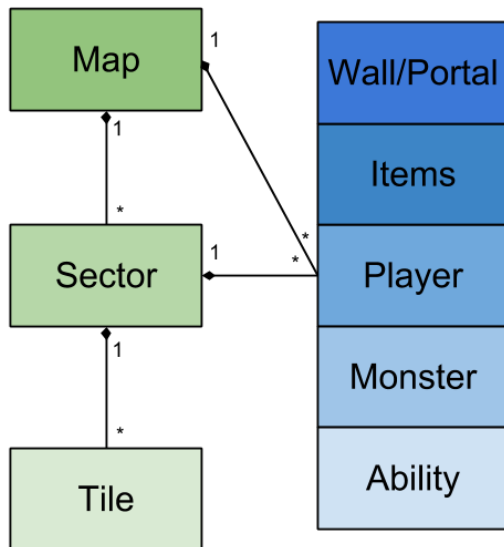 Map
1
1
*
Sector
1
*
*
1
*
Tile
Wall/Portal
Items
Player
Monster
Ability